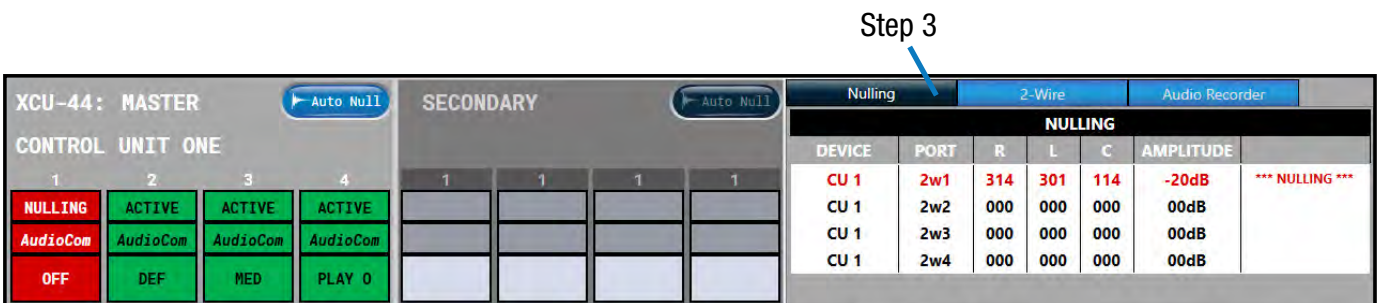 Step 3
XCU-44: MASTER
Auto Null
CONTROL UNIT ONE
1 2 3 4
NULLING ACTIVE ACTIVE ACTIVE
AudioCom AudioCom AudioCom AudioCom
OFF DEF MED PLAY O
SECONDARY
Auto Null
1 1 1 1
Nulling 2-Wire Audio Recorder
NULLING
DEVICE PORT R L C AMPLITUDE
CU 1 2w1 314 301 114 -20dB *** NULLING ***
CU 1 2w2 000 000 000 00dB
CU 1 2w3 000 000 000 00dB
CU 1 2w4 000 000 000 00dB